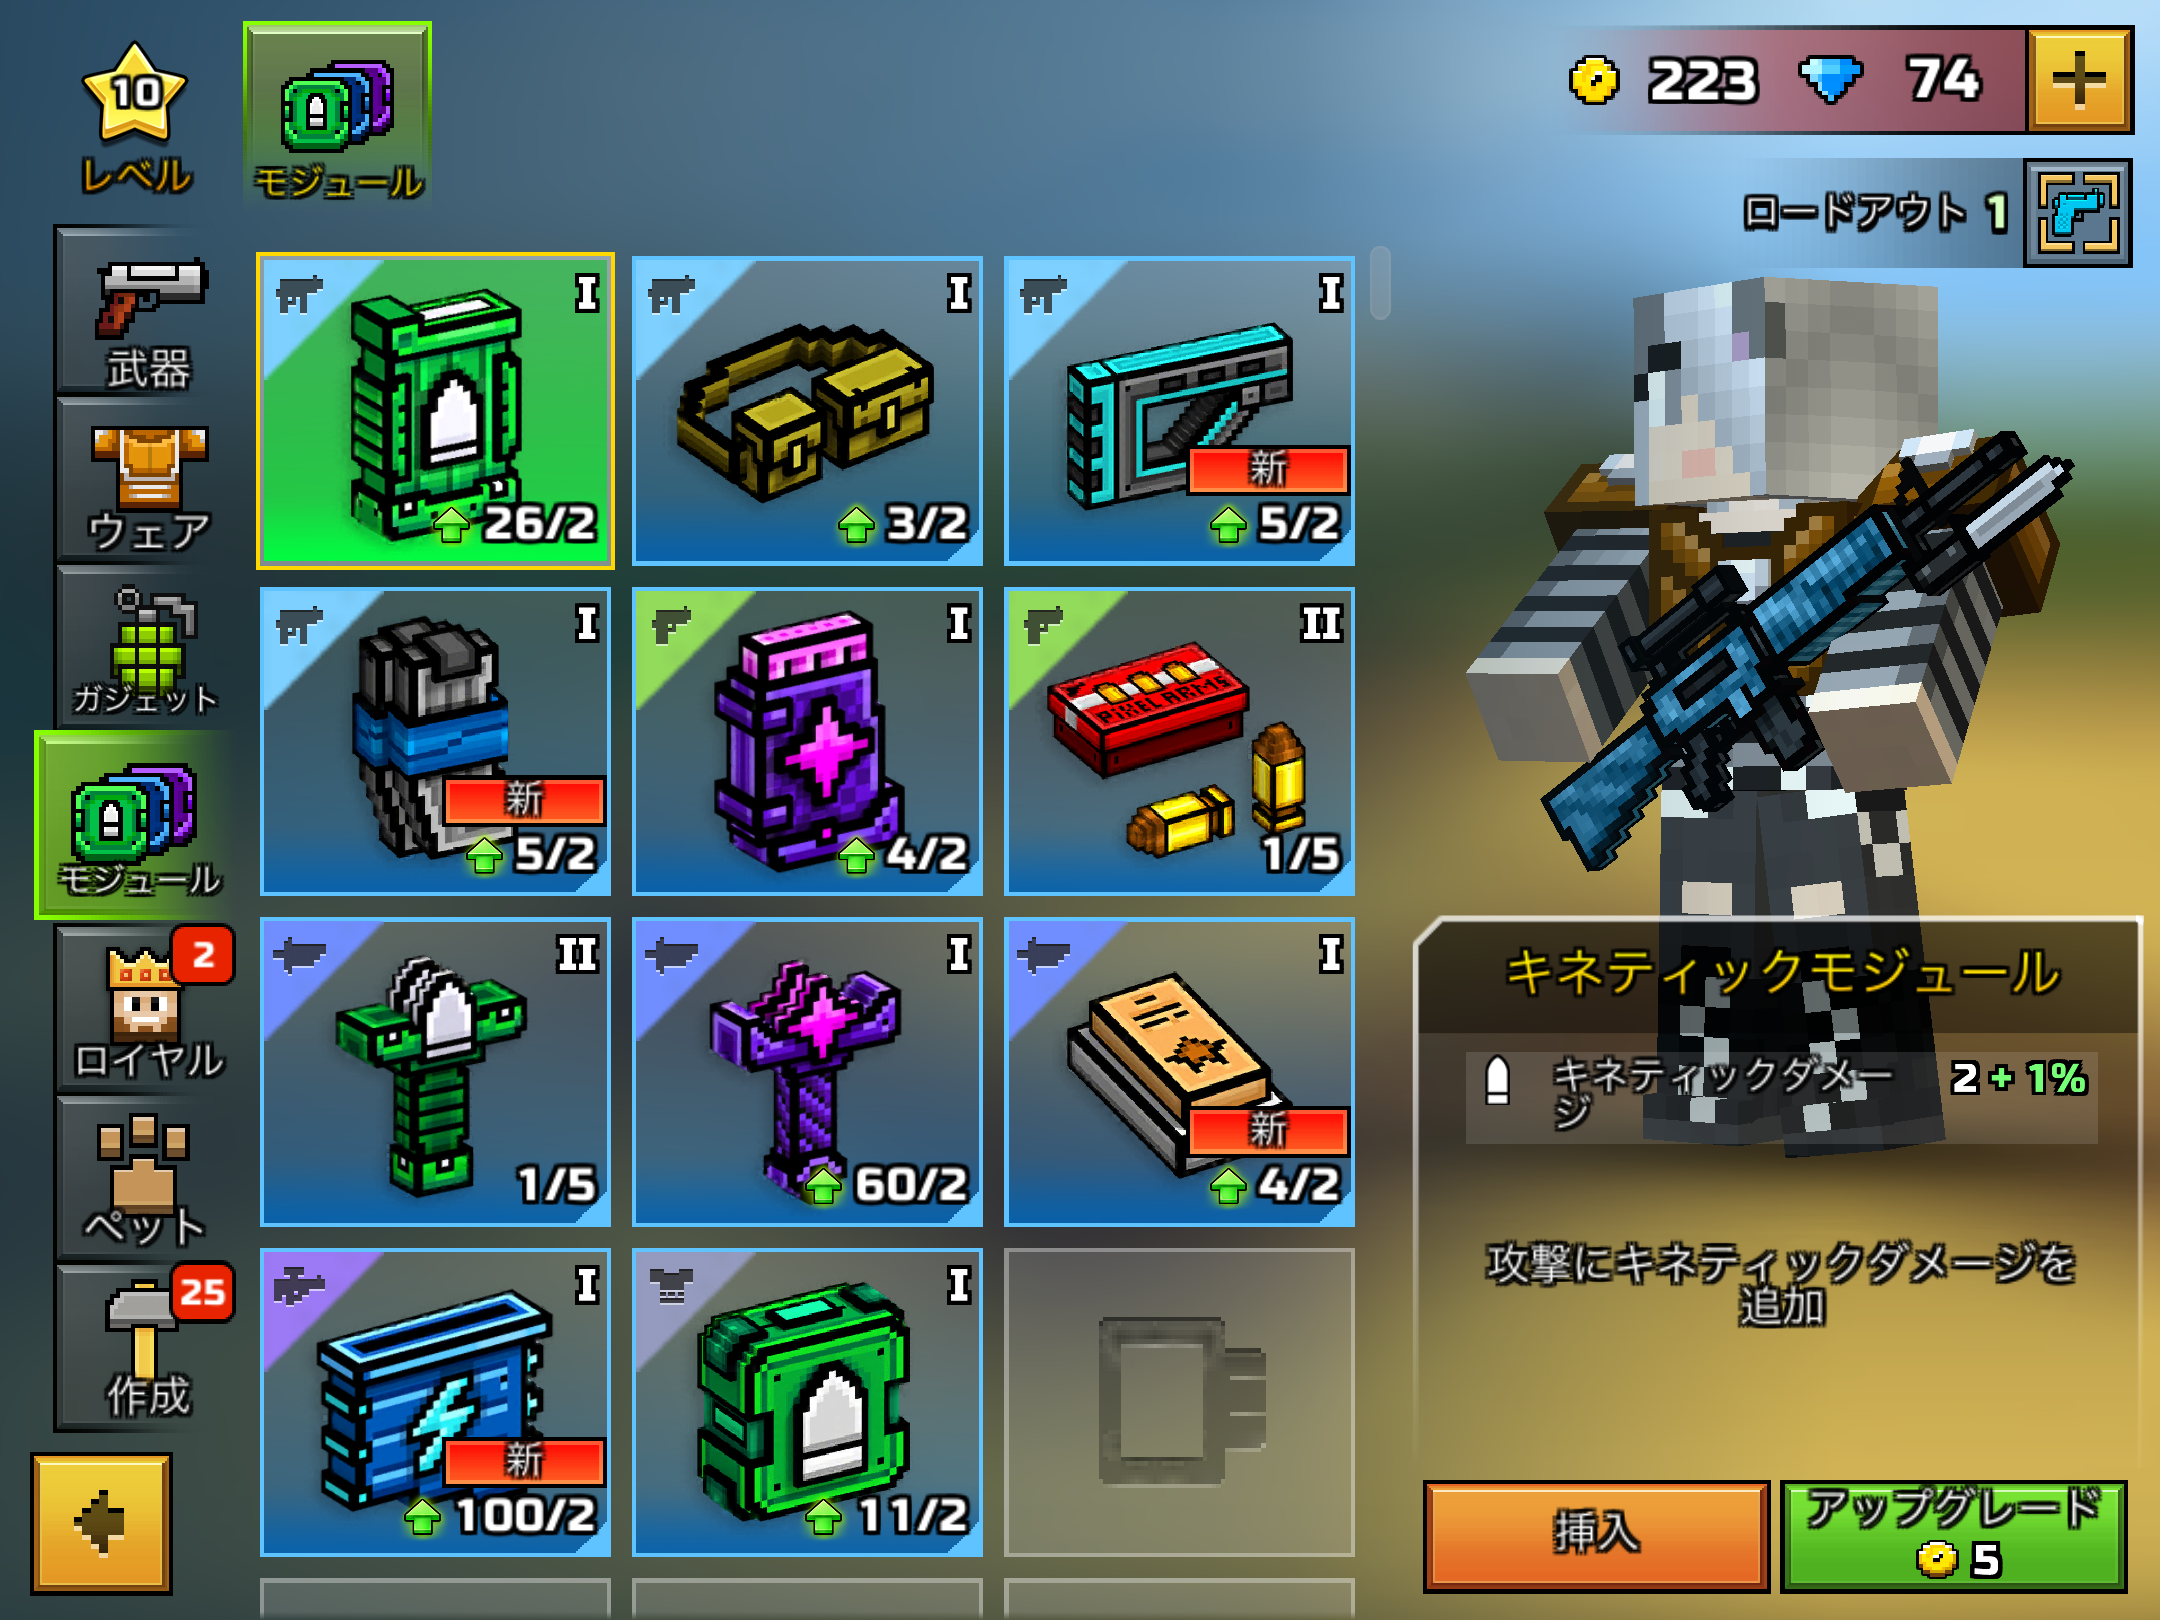 10
レベル
モジュール
223
74
ロードアウト 1
武器
ウェア
ガジェット
モジュール
2
ロイヤル
ペット
25
作成
I
26/2
I
3/2
I
新
5/2
I
新
5/2
I
4/2
II
PIXEL ARMS
1/5
II
1/5
I
60/2
I
新
4/2
I
新
100/2
I
11/2
キネティックモジュール
キネティックダメー
ジ
2 + 1%
攻撃にキネティックダメージを
追加
挿入
アップグレード
5